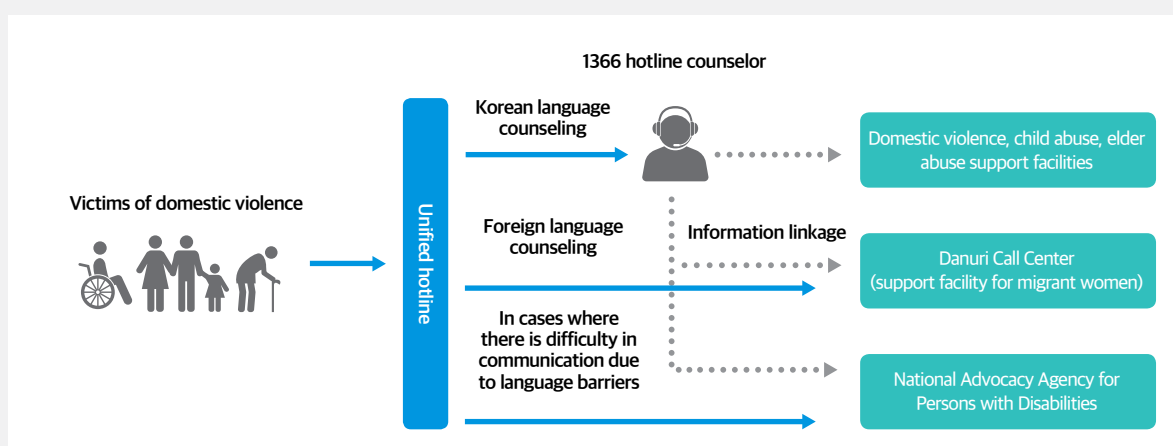 1366 hotline counselor
Korean language
counseling
Domestic violence, child abuse, elder
abuse support facilities
Victims of domestic violence
Unified hotline
Foreign language
counseling
Information linkage
Danuri Call Center
(support facility for migrant women)
In cases where
there is difficulty in
communication due
to language barriers
National Advocacy Agency for
Persons with Disabilities